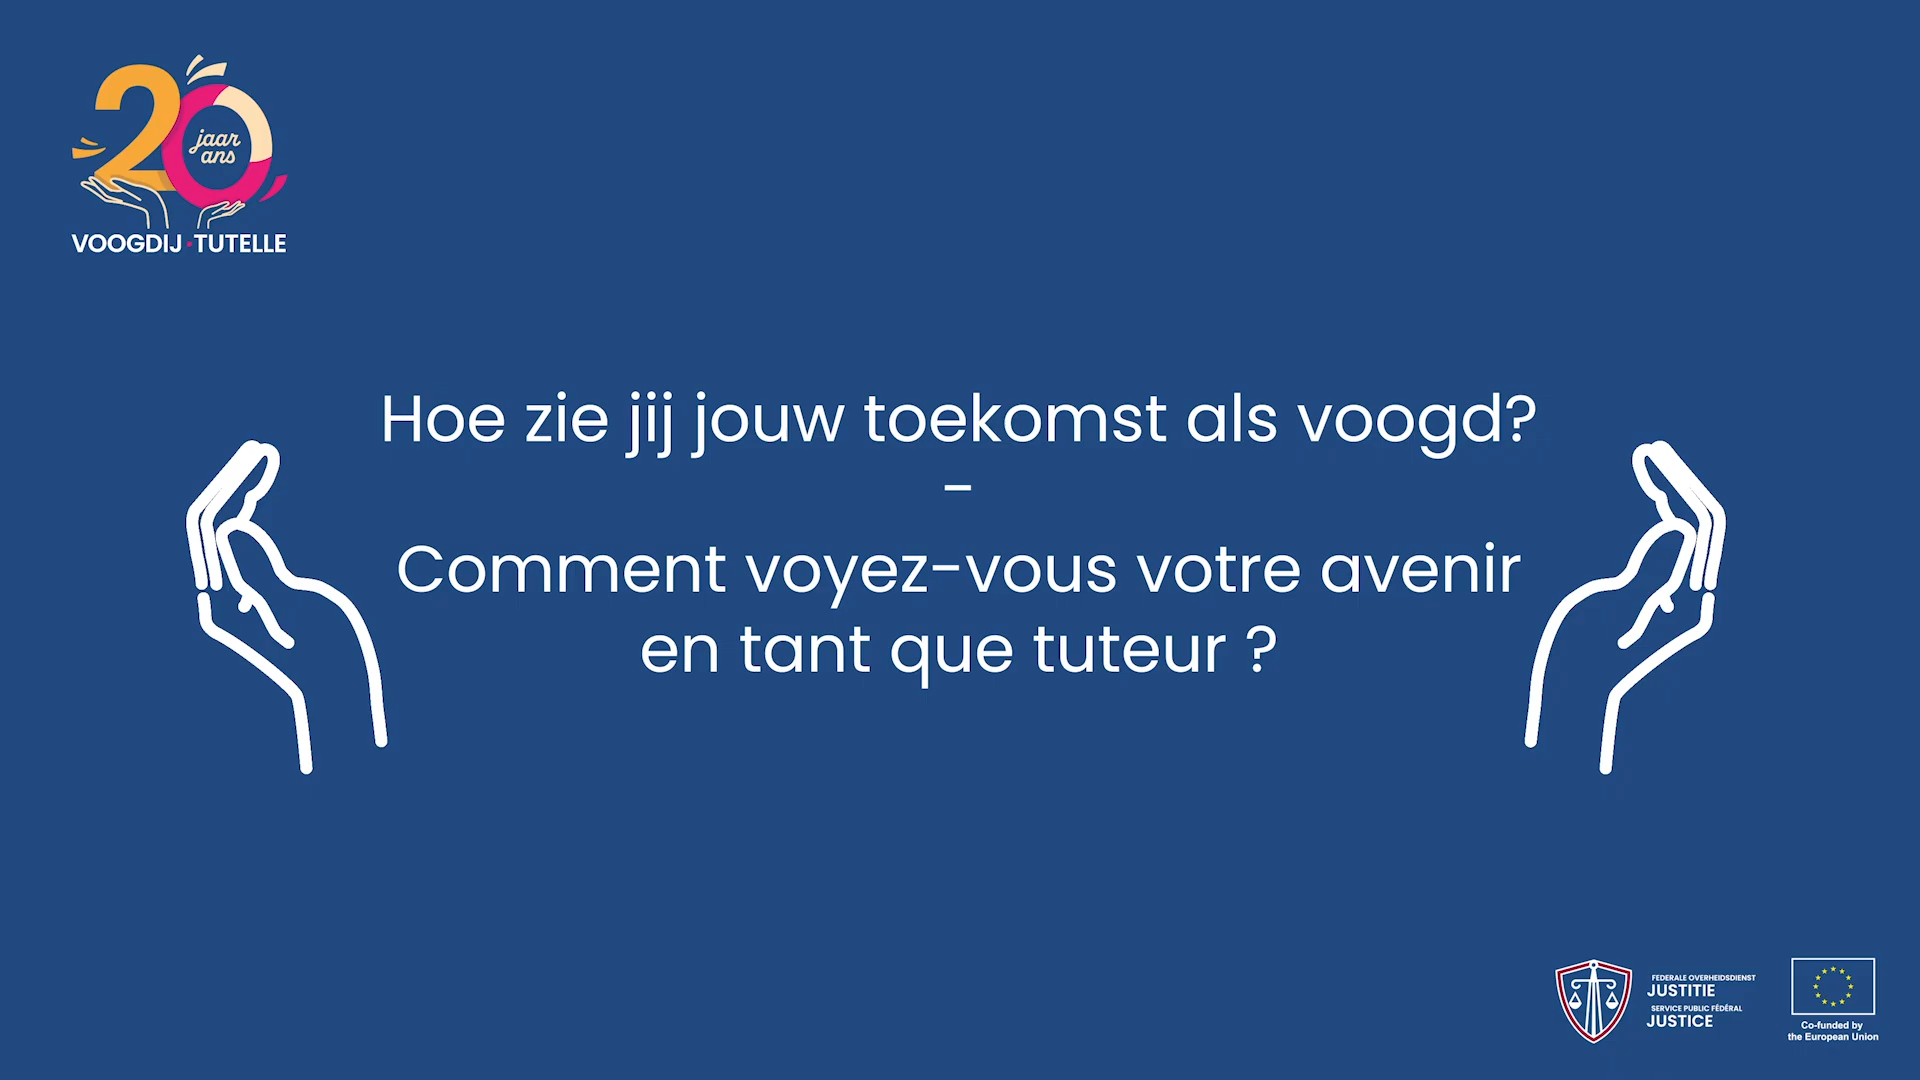 20
jaar
ans
VOOGDIJ • TUTELLE
Hoe zie jij jouw toekomst als voogd?
-
Comment voyez-vous votre avenir
en tant que tuteur ?
FEDERALE OVERHEIDSDIENST
JUSTITIE
SERVICE PUBLIC FÉDÉRAL
JUSTICE
Co-funded by
the European Union